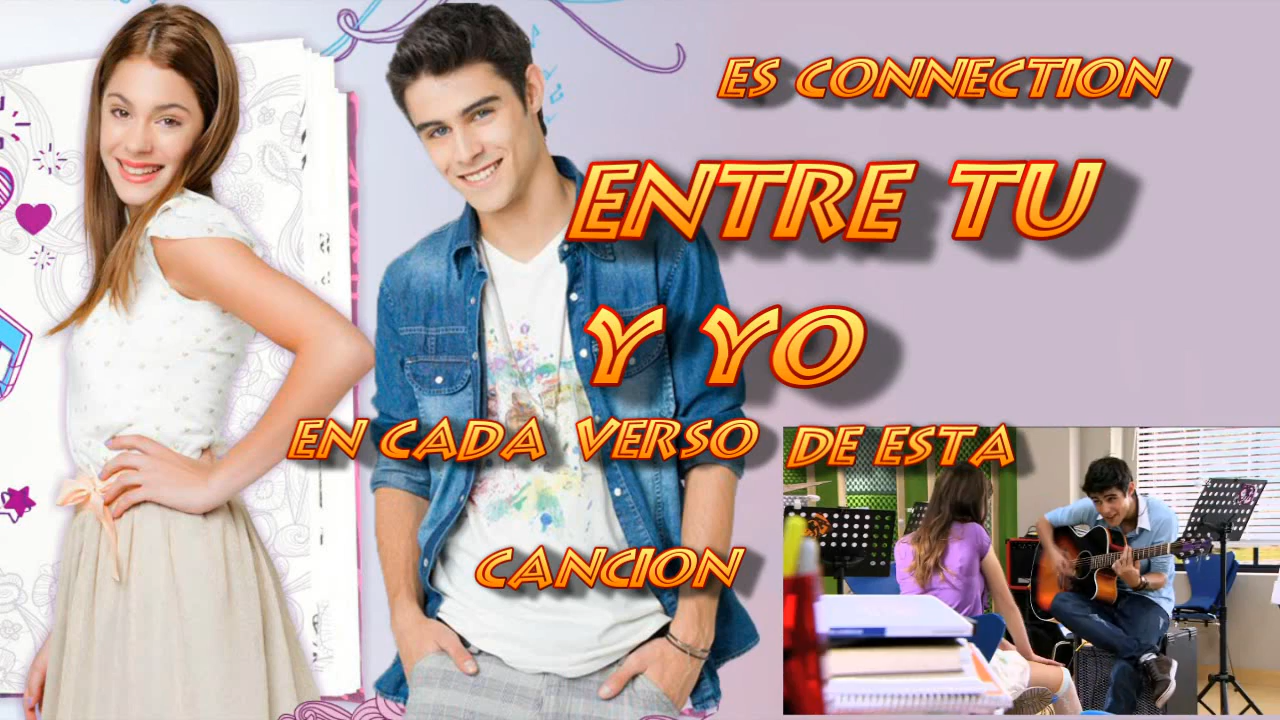 ES CONNECTION
ENTRE TU
Y YO
EN CADA VERSO DE ESTA
CANCION